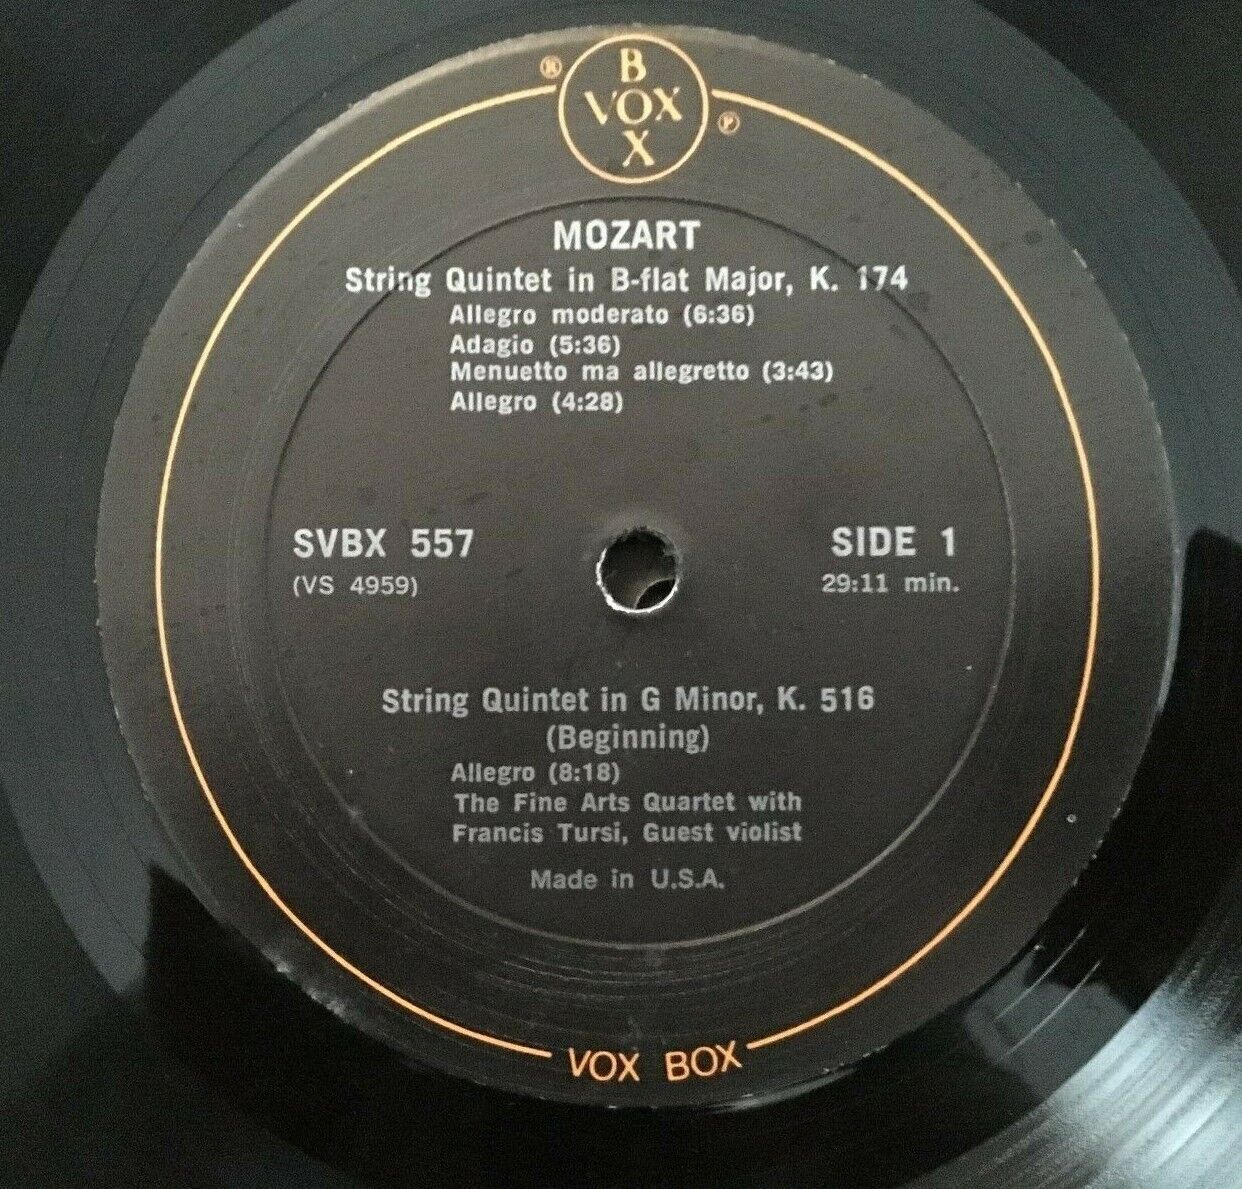 ®
B
VOX
X
℗
MOZART
String Quintet in B-flat Major, K. 174
Allegro moderato (6:36)
Adagio (5:36)
Menuetto ma allegretto (3:43)
Allegro (4:28)
SVBX 557
(VS 4959)
SIDE 1
29:11 min.
String Quintet in G Minor, K. 516
(Beginning)
Allegro (8:18)
The Fine Arts Quartet with
Francis Tursi, Guest violist
Made in U.S.A.
VOX BOX